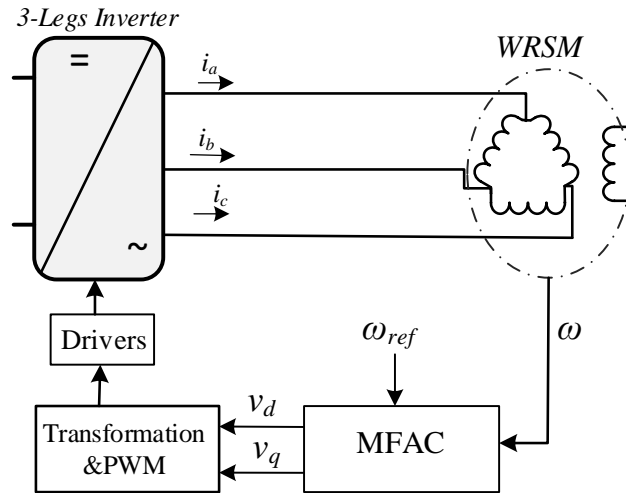 3-Legs Inverter
WRSM
=
~
i_a
i_b
i_c
Drivers
ω_ref
ω
v_d
v_q
Transformation
&PWM
MFAC